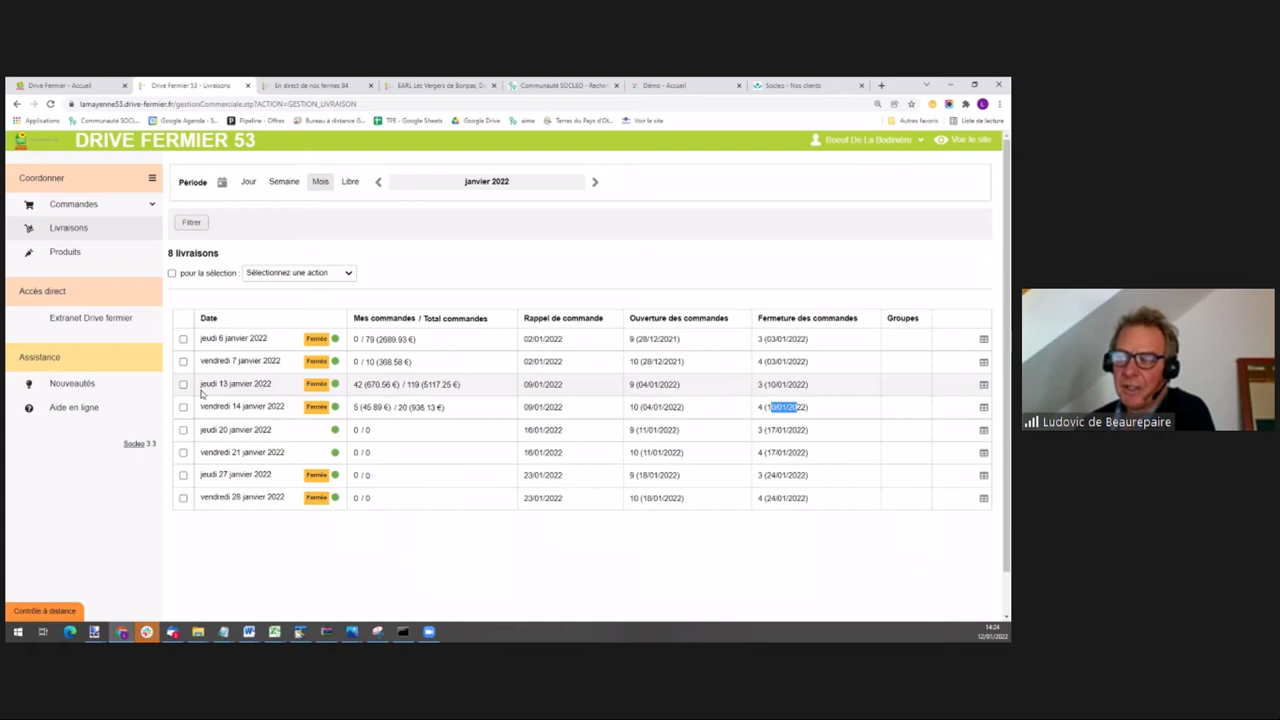 Drive Fermier - Accueil
Drive Fermier 53 - Livraisons
En direct de nos fermes 84
EARL Les Vergers de Bonpas, Du
Communauté SOCLEO - Reche
Démo - Accueil
Socleo - Nos clients
lamayenne53.drive-fermier.fr/gestionCommerciale.stp?ACTION=GESTION_LIVRAISON
Applications
Communauté SOCL...
Google Agenda - S...
Pipeline - Offres
Bureau à distance G...
TPE - Google Sheets
Google Drive
aime
Terres du Pays d'Ot...
Voir le site
Autres favoris
Liste de lecture
DRIVE FERMIER 53
Boeuf De La Bodinière
Voir le site
Coordonner
Commandes
Livraisons
Produits
Accès direct
Extranet Drive fermier
Assistance
Nouveautés
Aide en ligne
Socleo 3.3
Contrôle à distance
Période Jour Semaine Mois Libre janvier 2022
Filtrer
8 livraisons
pour la sélection : Sélectionnez une action
Date Mes commandes / Total commandes Rappel de commande Ouverture des commandes Fermeture des commandes Groupes
jeudi 6 janvier 2022 Fermée 0 / 79 (2689.93 €) 02/01/2022 9 (28/12/2021) 3 (03/01/2022)
vendredi 7 janvier 2022 Fermée 0 / 10 (368.58 €) 02/01/2022 10 (28/12/2021) 4 (03/01/2022)
jeudi 13 janvier 2022 Fermée 42 (670.56 €) / 119 (5117.25 €) 09/01/2022 9 (04/01/2022) 3 (10/01/2022)
vendredi 14 janvier 2022 Fermée 5 (45.89 €) / 20 (936.13 €) 09/01/2022 10 (04/01/2022) 4 (10/01/2022)
jeudi 20 janvier 2022 0 / 0 16/01/2022 9 (11/01/2022) 3 (17/01/2022)
vendredi 21 janvier 2022 0 / 0 16/01/2022 10 (11/01/2022) 4 (17/01/2022)
jeudi 27 janvier 2022 Fermée 0 / 0 23/01/2022 9 (18/01/2022) 3 (24/01/2022)
vendredi 28 janvier 2022 Fermée 0 / 0 23/01/2022 10 (18/01/2022) 4 (24/01/2022)
14:24
12/01/2022
Ludovic de Beaurepaire